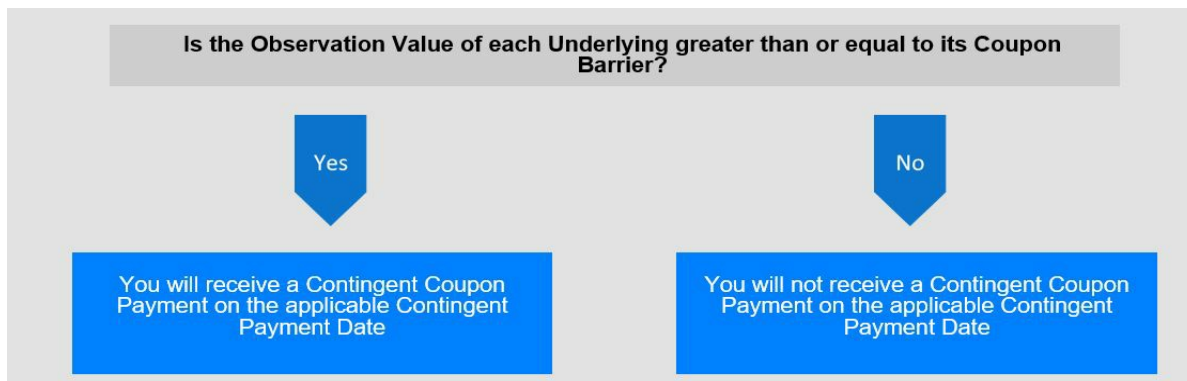 Is the Observation Value of each Underlying greater than or equal to its Coupon
Barrier?
Yes
No
You will receive a Contingent Coupon
Payment on the applicable Contingent
Payment Date
You will not receive a Contingent Coupon
Payment on the applicable Contingent
Payment Date